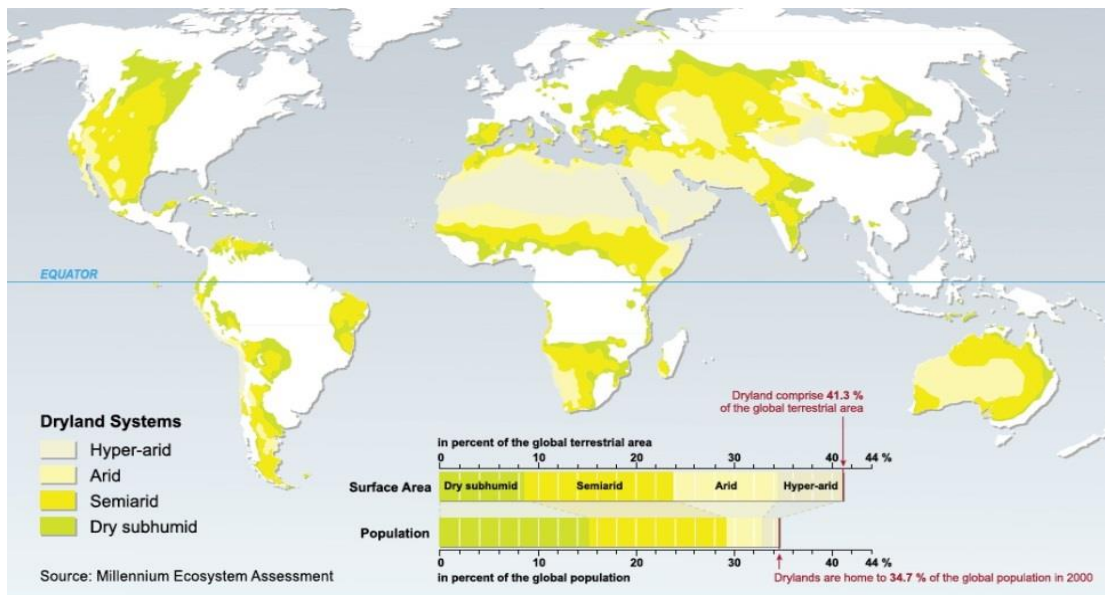 EQUATOR
Dryland Systems
Hyper-arid
Arid
Semiarid
Dry subhumid
Source: Millennium Ecosystem Assessment
Dryland comprise 41.3 %
of the global terrestrial area
in percent of the global terrestrial area
0 10 20 30 40 44 %
Surface Area
Dry subhumid Semiarid Arid Hyper-arid
Population
0 10 20 30 40 44 %
in percent of the global population
Drylands are home to 34.7 % of the global population in 2000